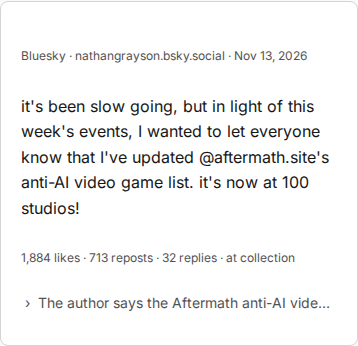 Bluesky · nathangrayson.bsky.social · Nov 13, 2026
it's been slow going, but in light of this
week's events, I wanted to let everyone
know that I've updated @aftermath.site's
anti-AI video game list. it's now at 100
studios!
1,884 likes · 713 reposts · 32 replies · at collection
› The author says the Aftermath anti-AI vide...